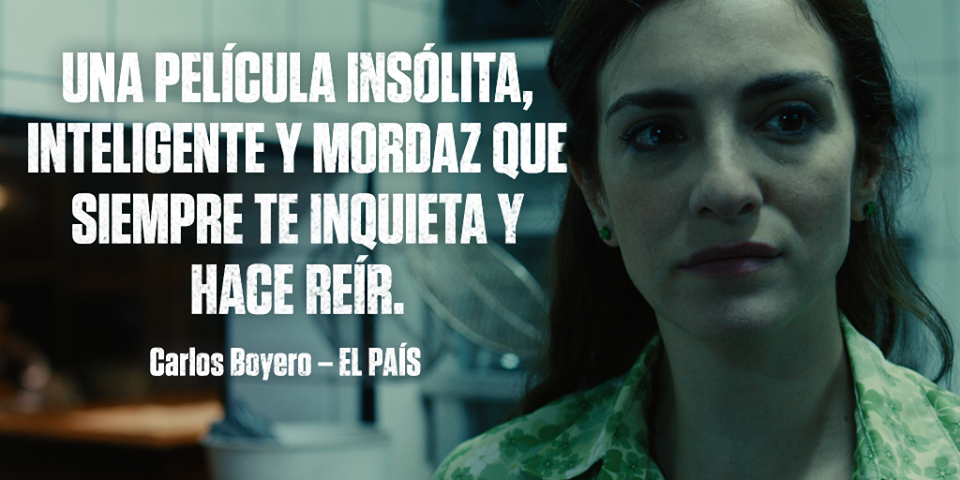 UNA PELÍCULA INSÓLITA,
INTELIGENTE Y MORDAZ QUE
SIEMPRE TE INQUIETA Y
HACE REÍR.
Carlos Boyero – EL PAÍS